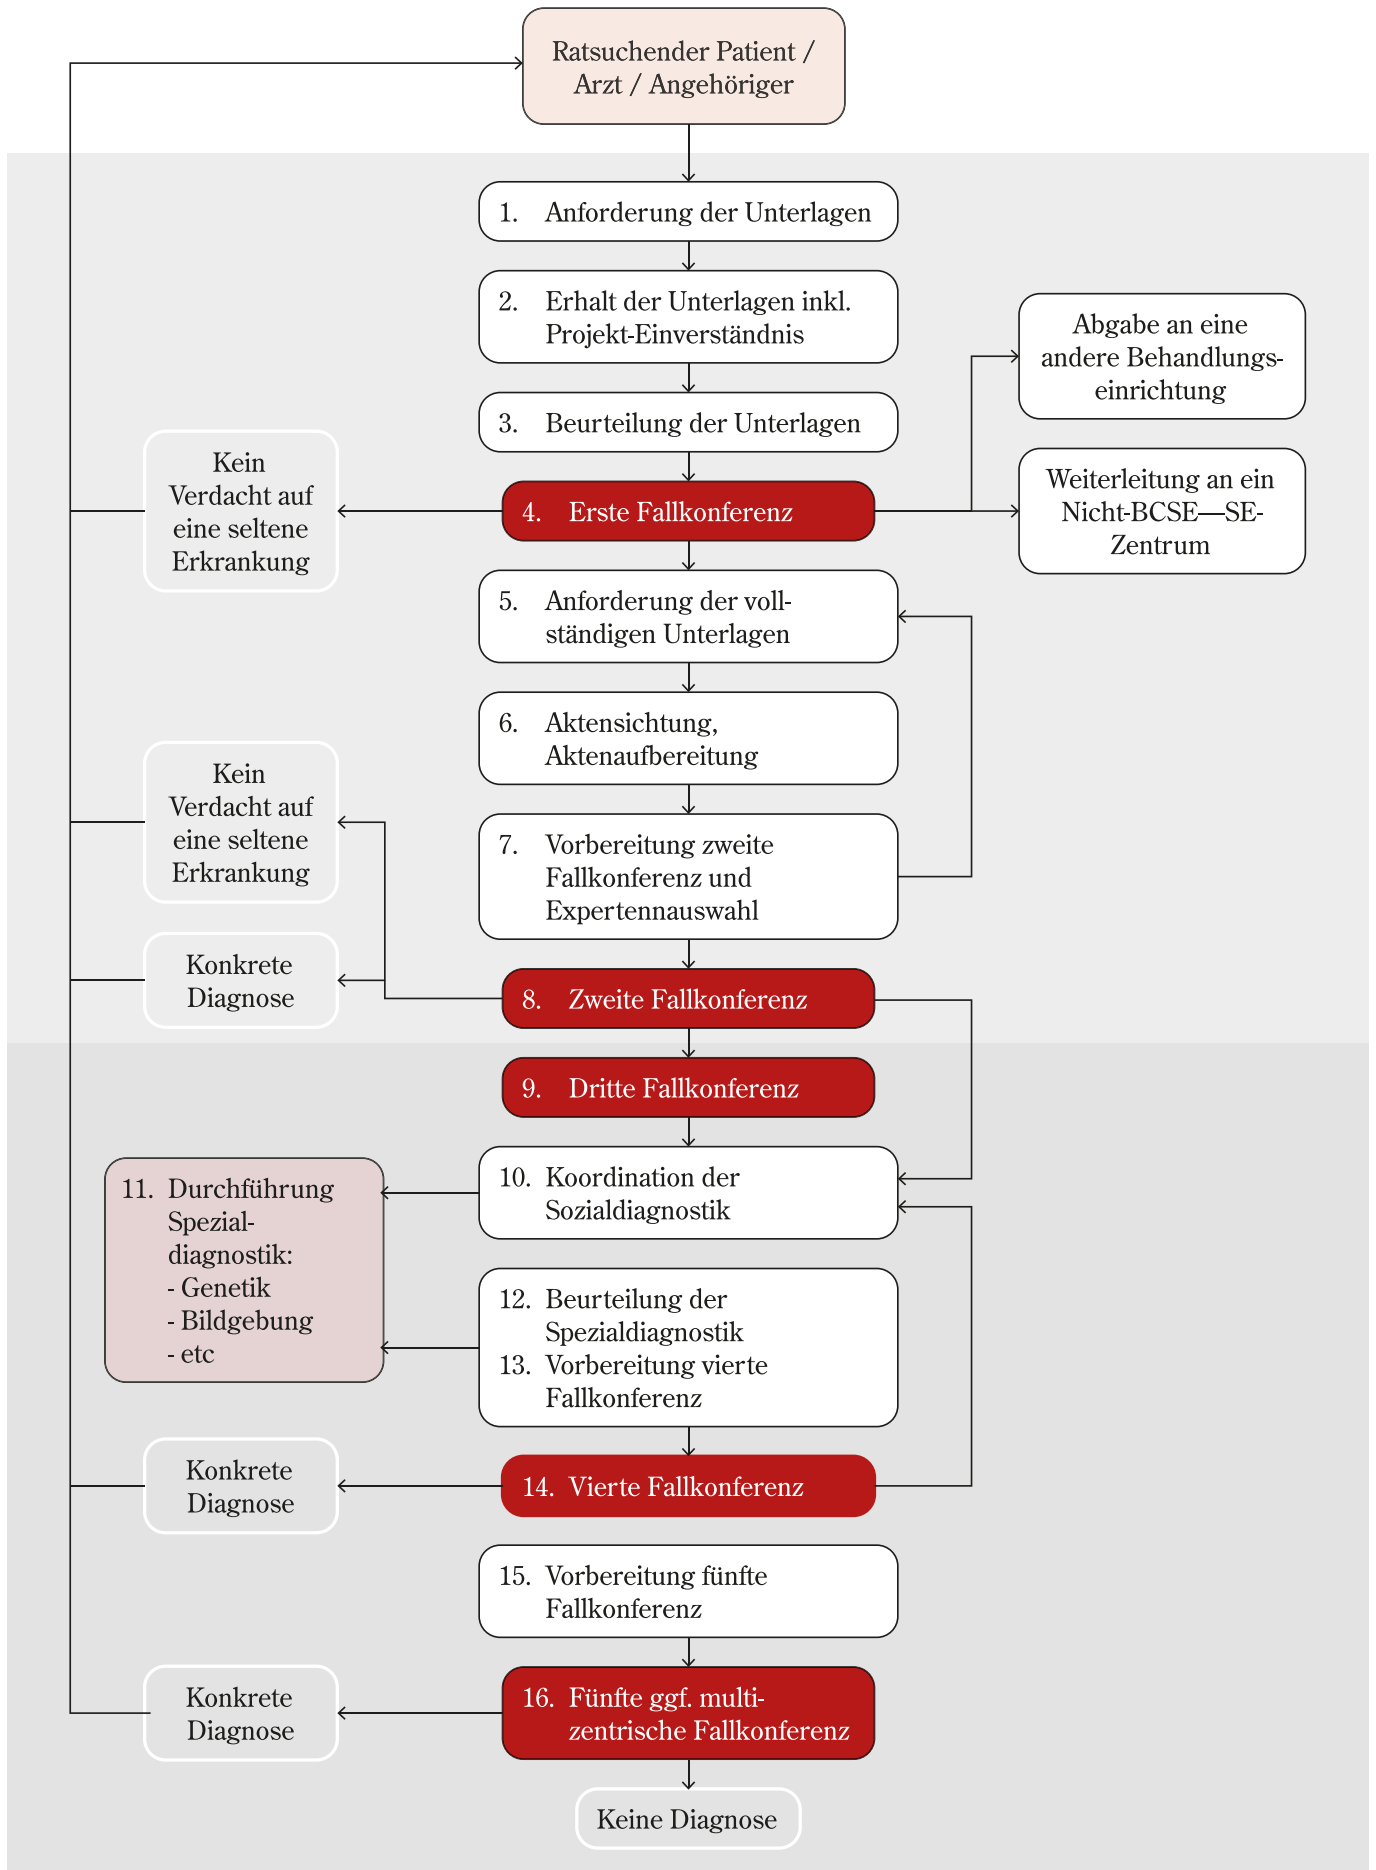 Ratsuchender Patient /
Arzt / Angehöriger
1. Anforderung der Unterlagen
2. Erhalt der Unterlagen inkl.
Projekt-Einverständnis
Abgabe an eine
andere Behandlungs-
einrichtung
3. Beurteilung der Unterlagen
Kein
Verdacht auf
eine seltene
Erkrankung
4. Erste Fallkonferenz
Weiterleitung an ein
Nicht-BCSE—SE-
Zentrum
5. Anforderung der voll-
ständigen Unterlagen
6. Aktensichtung,
Aktenaufbereitung
Kein
Verdacht auf
eine seltene
Erkrankung
7. Vorbereitung zweite
Fallkonferenz und
Expertennauswahl
Konkrete
Diagnose
8. Zweite Fallkonferenz
9. Dritte Fallkonferenz
10. Koordination der
Sozialdiagnostik
11. Durchführung
Spezial-
diagnostik:
- Genetik
- Bildgebung
- etc
12. Beurteilung der
Spezialdiagnostik
13. Vorbereitung vierte
Fallkonferenz
Konkrete
Diagnose
14. Vierte Fallkonferenz
15. Vorbereitung fünfte
Fallkonferenz
Konkrete
Diagnose
16. Fünfte ggf. multi-
zentrische Fallkonferenz
Keine Diagnose